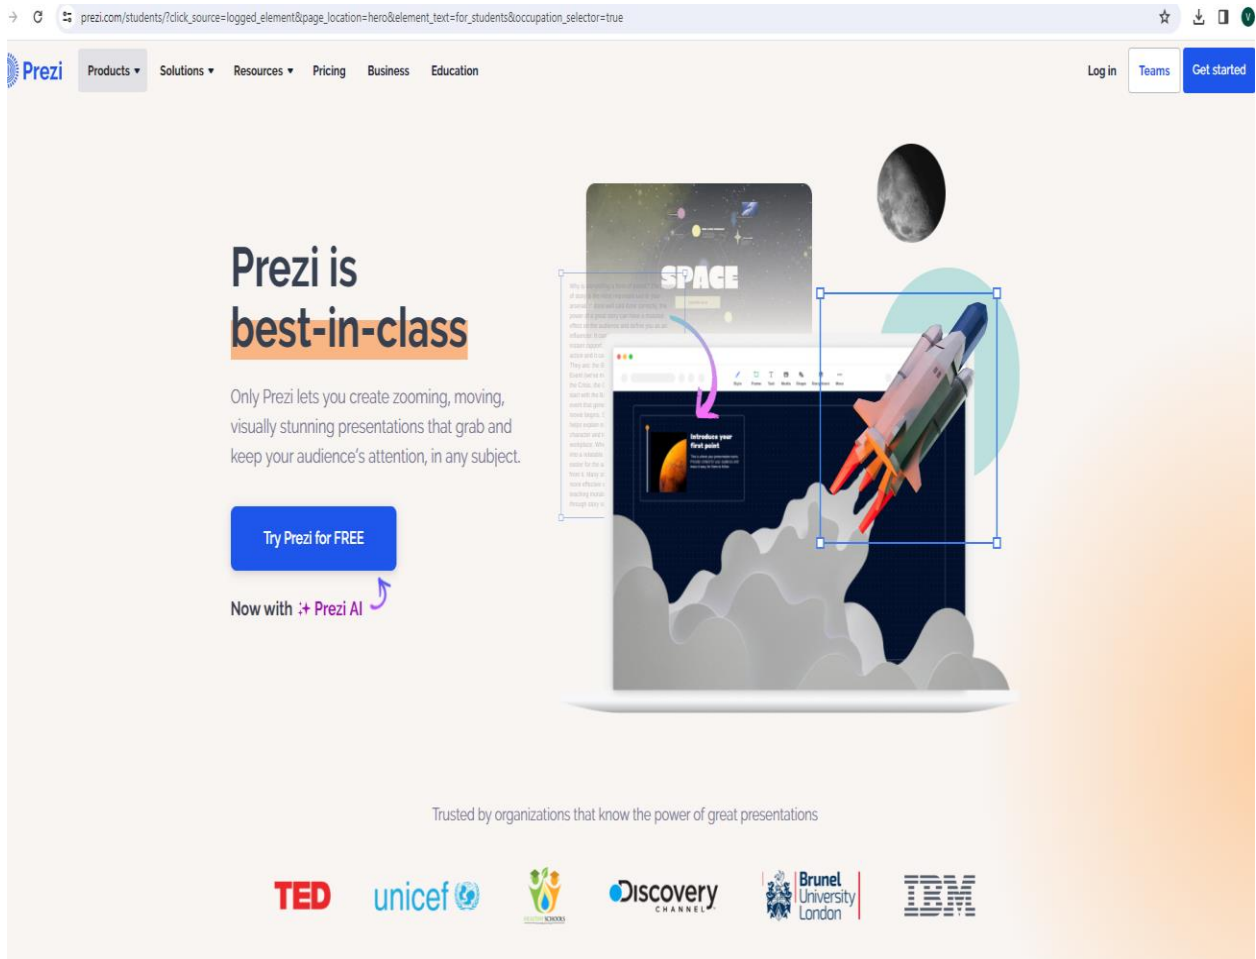 prezi.com/students/?click_source=logged_element&page_location=hero&element_text=for_students&occupation_selector=true
V
Prezi
Products
Solutions
Resources
Pricing
Business
Education
Log in
Teams
Get started
Prezi is
best-in-class
Only Prezi lets you create zooming, moving,
visually stunning presentations that grab and
keep your audience's attention, in any subject.
Try Prezi for FREE
Now with Prezi AI
SPACE
Introduce your
first point
Trusted by organizations that know the power of great presentations
TED
unicef
Discovery
CHANNEL
Brunel
University
London
IBM